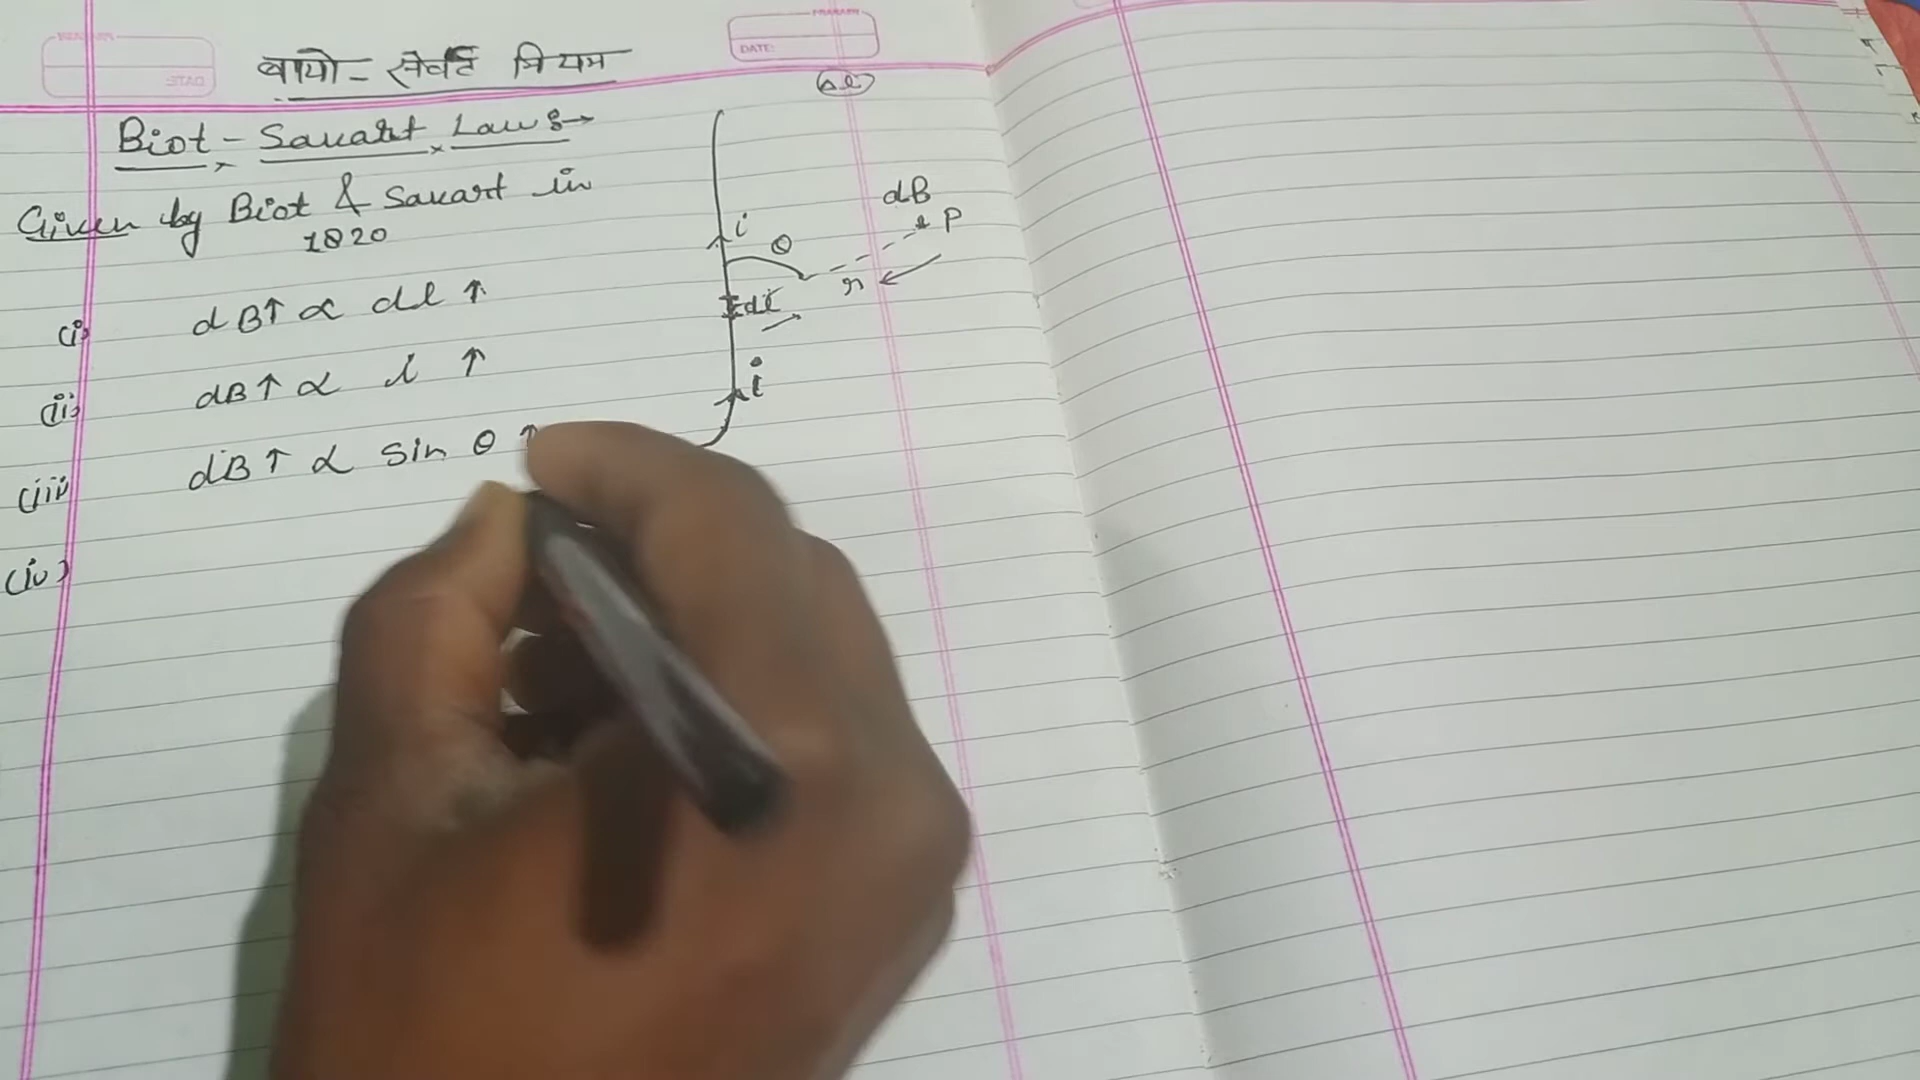 DATE:
बायो - सेवर्ट नियम
Biot - Savart Law :→
Given by Biot & Savart in
1820
(i) dB↑ ∝ dl ↑
(ii) dB↑ ∝ i ↑
(iii) dB↑ ∝ sin θ ↑
(iv)
dB
P
i
θ
r
dl
i